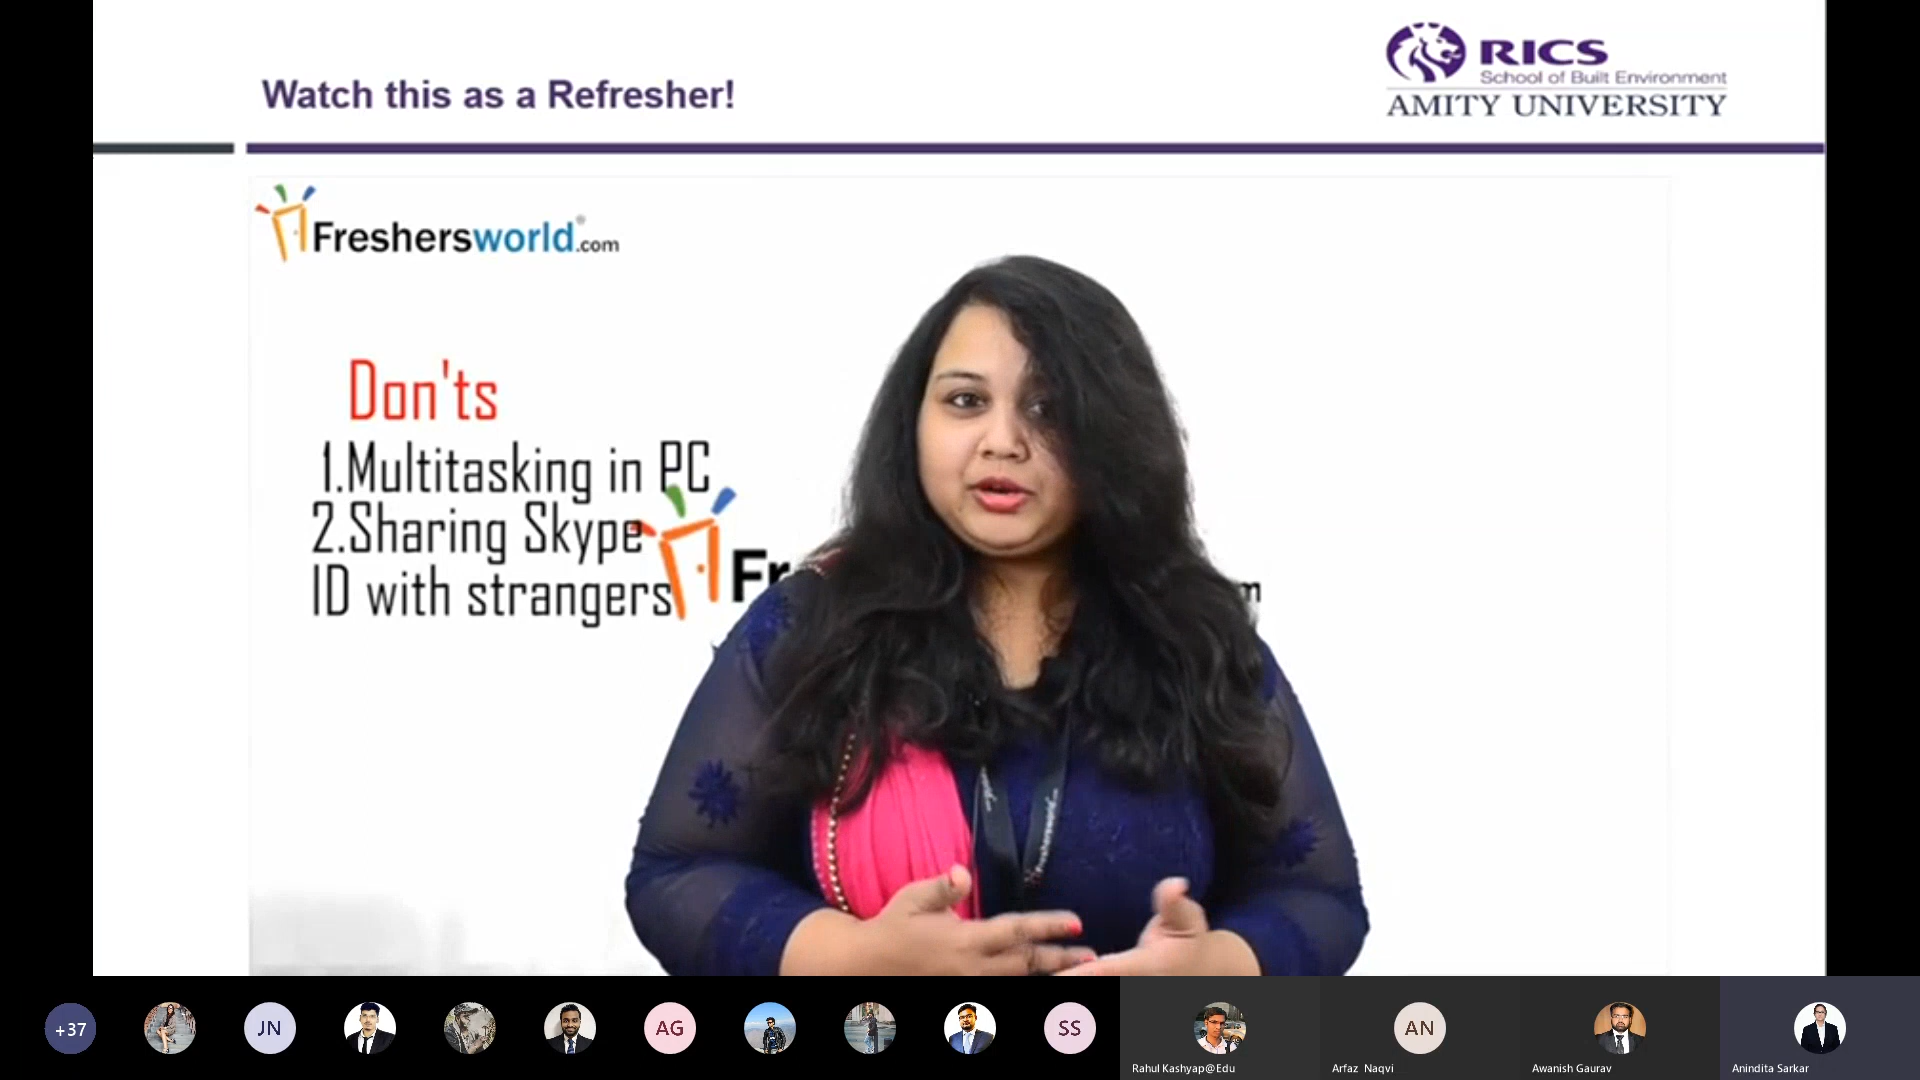 Watch this as a Refresher!
RICS
School of Built Environment
AMITY UNIVERSITY
Freshersworld.com
Don'ts
1.Multitasking in PC
2.Sharing Skype
ID with strangers
+37
JN
AG
SS
AN
Rahul Kashyap@Edu
Arfaz Naqvi
Awanish Gaurav
Anindita Sarkar